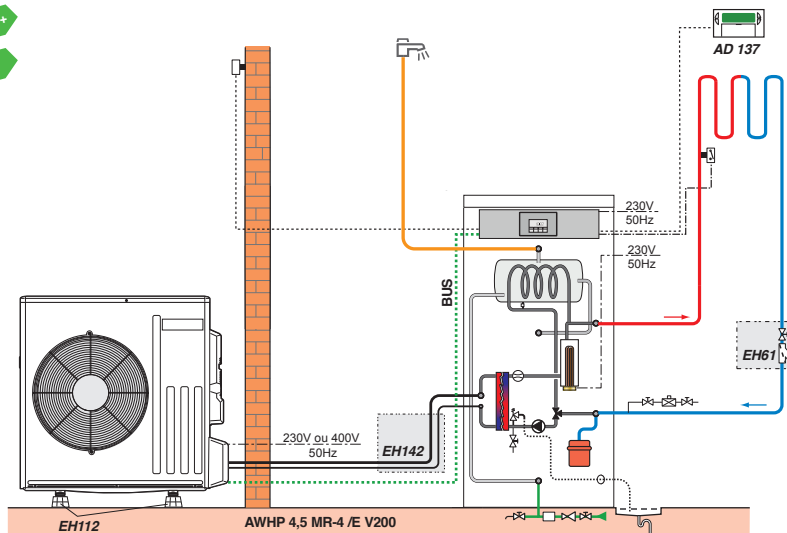 +
AD 137
230V
50Hz
230V
50Hz
BUS
EH61
230V ou 400V
50Hz
EH142
EH112
AWHP 4,5 MR-4 /E V200